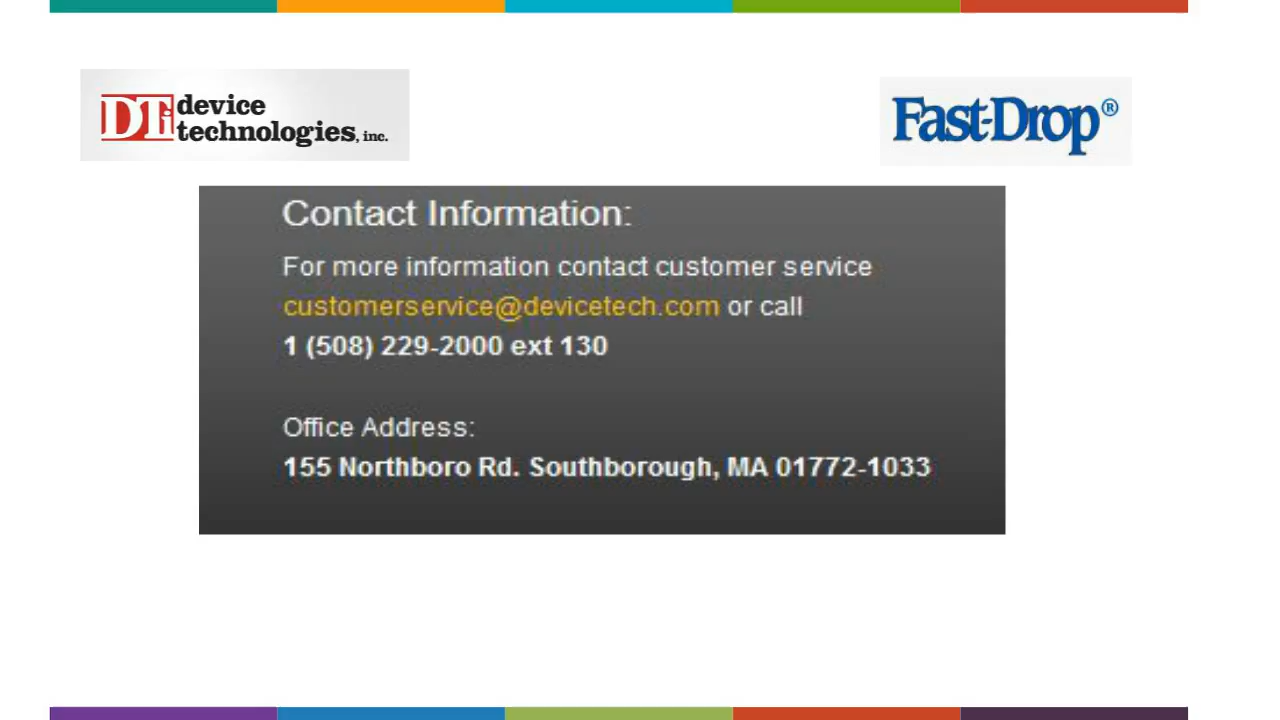 DTi device
technologies, inc.
Fast-Drop®
Contact Information:
For more information contact customer service
customerservice@devicetech.com or call
1 (508) 229-2000 ext 130
Office Address:
155 Northboro Rd. Southborough, MA 01772-1033